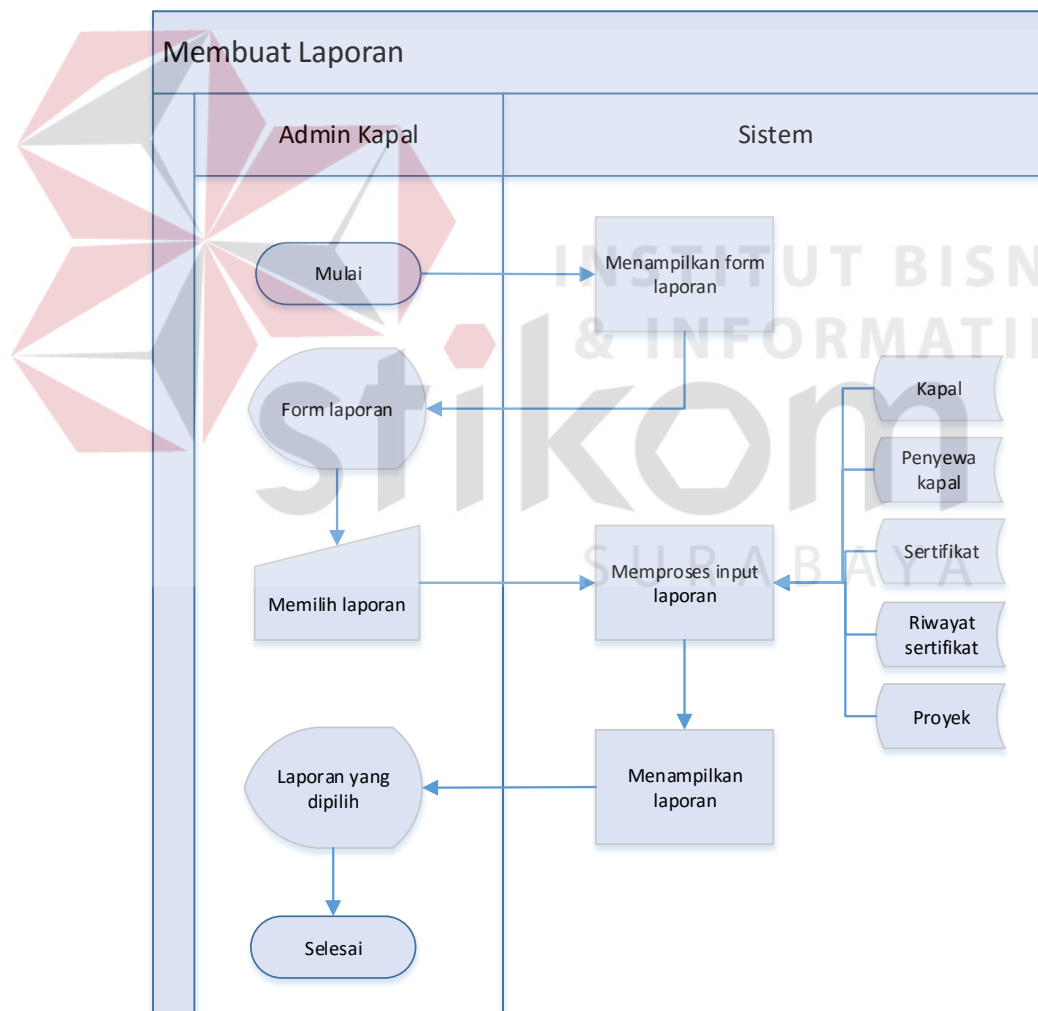 Membuat Laporan
Admin Kapal
Sistem
Mulai
Menampilkan form
laporan
INSTITUT BISN
& INFORMATI
stikom
SURABAYA
Form laporan
Kapal
Penyewa
kapal
Memilih laporan
Memproses input
laporan
Sertifikat
Riwayat
sertifikat
Proyek
Laporan yang
dipilih
Menampilkan
laporan
Selesai